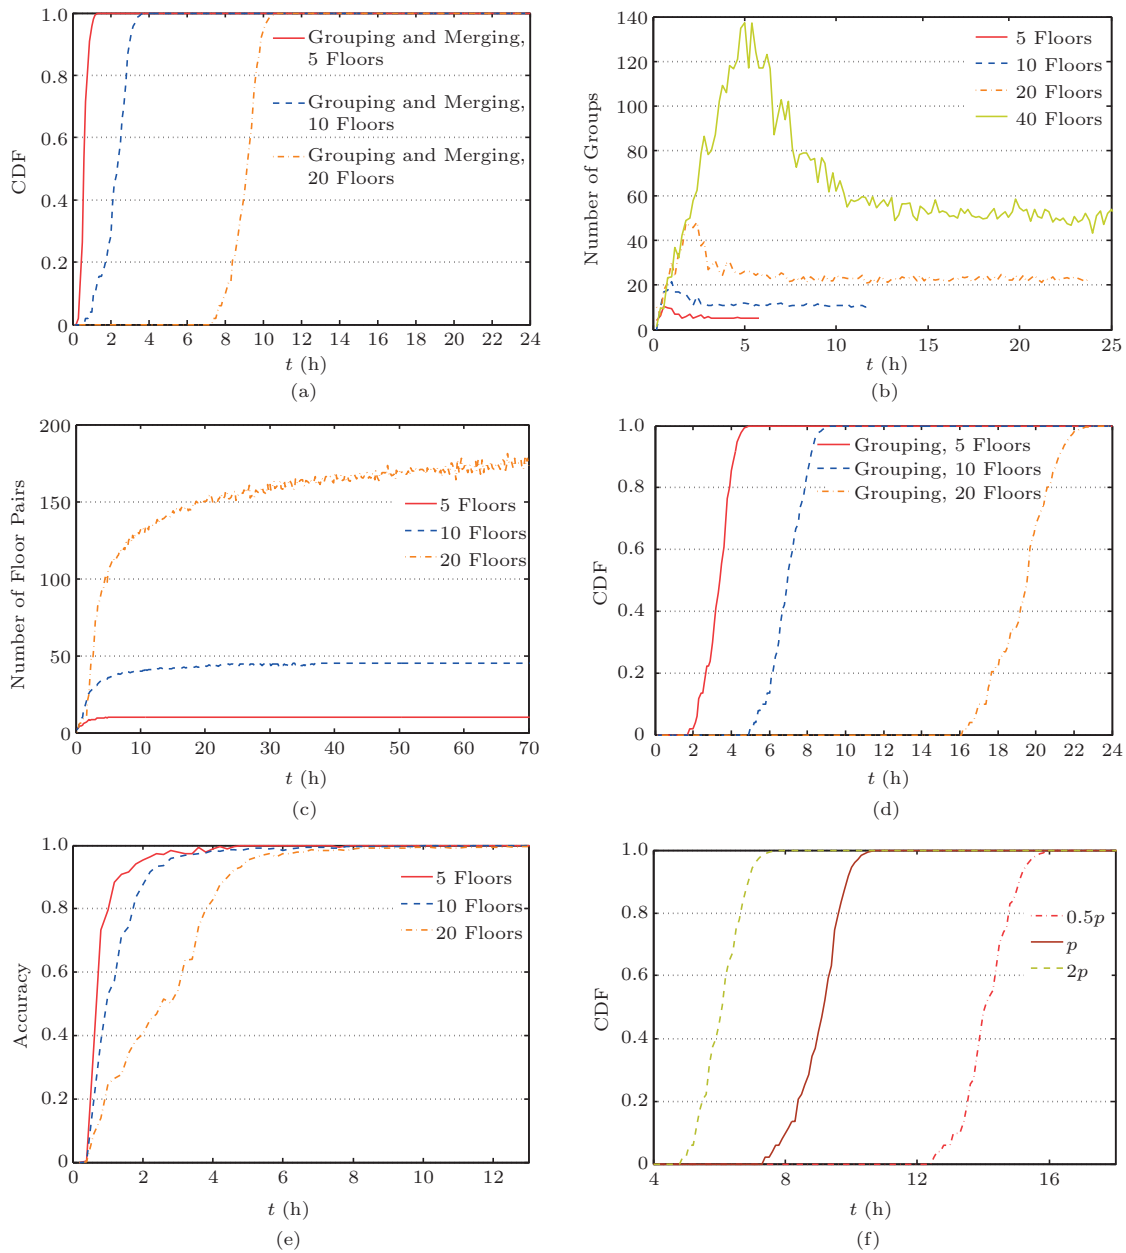 1.0
0.8
0.6
0.4
0.2
0
CDF
Grouping and Merging,
5 Floors
Grouping and Merging,
10 Floors
Grouping and Merging,
20 Floors
0 2 4 6 8 10 12 14 16 18 20 22 24
t (h)
(a)
140
120
100
80
60
40
20
0
Number of Groups
5 Floors
10 Floors
20 Floors
40 Floors
0 5 10 15 20 25
t (h)
(b)
200
150
100
50
0
Number of Floor Pairs
5 Floors
10 Floors
20 Floors
0 10 20 30 40 50 60 70
t (h)
(c)
1.0
0.8
0.6
0.4
0.2
0
CDF
Grouping, 5 Floors
Grouping, 10 Floors
Grouping, 20 Floors
0 2 4 6 8 10 12 14 16 18 20 22 24
t (h)
(d)
1.0
0.8
0.6
0.4
0.2
0
Accuracy
5 Floors
10 Floors
20 Floors
0 2 4 6 8 10 12
t (h)
(e)
1.0
0.8
0.6
0.4
0.2
0
CDF
0.5p
p
2p
4 8 12 16
t (h)
(f)